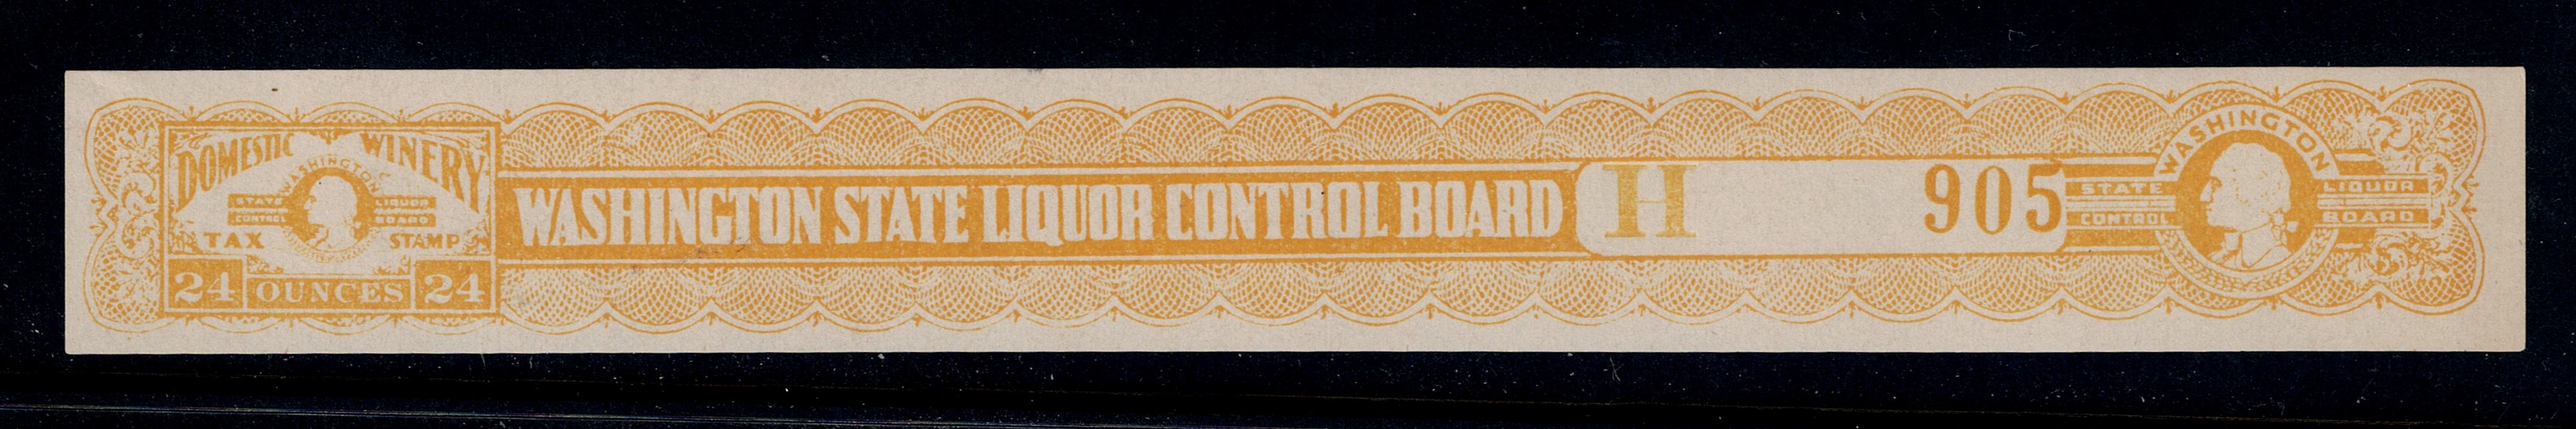 DOMESTIC WINERY
WASHINGTON
STATE LIQUOR
CONTROL BOARD
TAX STAMP
24 OUNCES 24
WASHINGTON STATE LIQUOR CONTROL BOARD
H 905
WASHINGTON
STATE LIQUOR
CONTROL BOARD